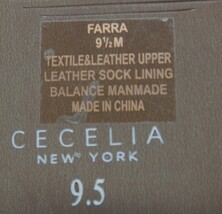 FARRA
9½M
TEXTILE&LEATHER UPPER
LEATHER SOCK LINING
BALANCE MANMADE
MADE IN CHINA
CECELIA
NEW YORK
9.5